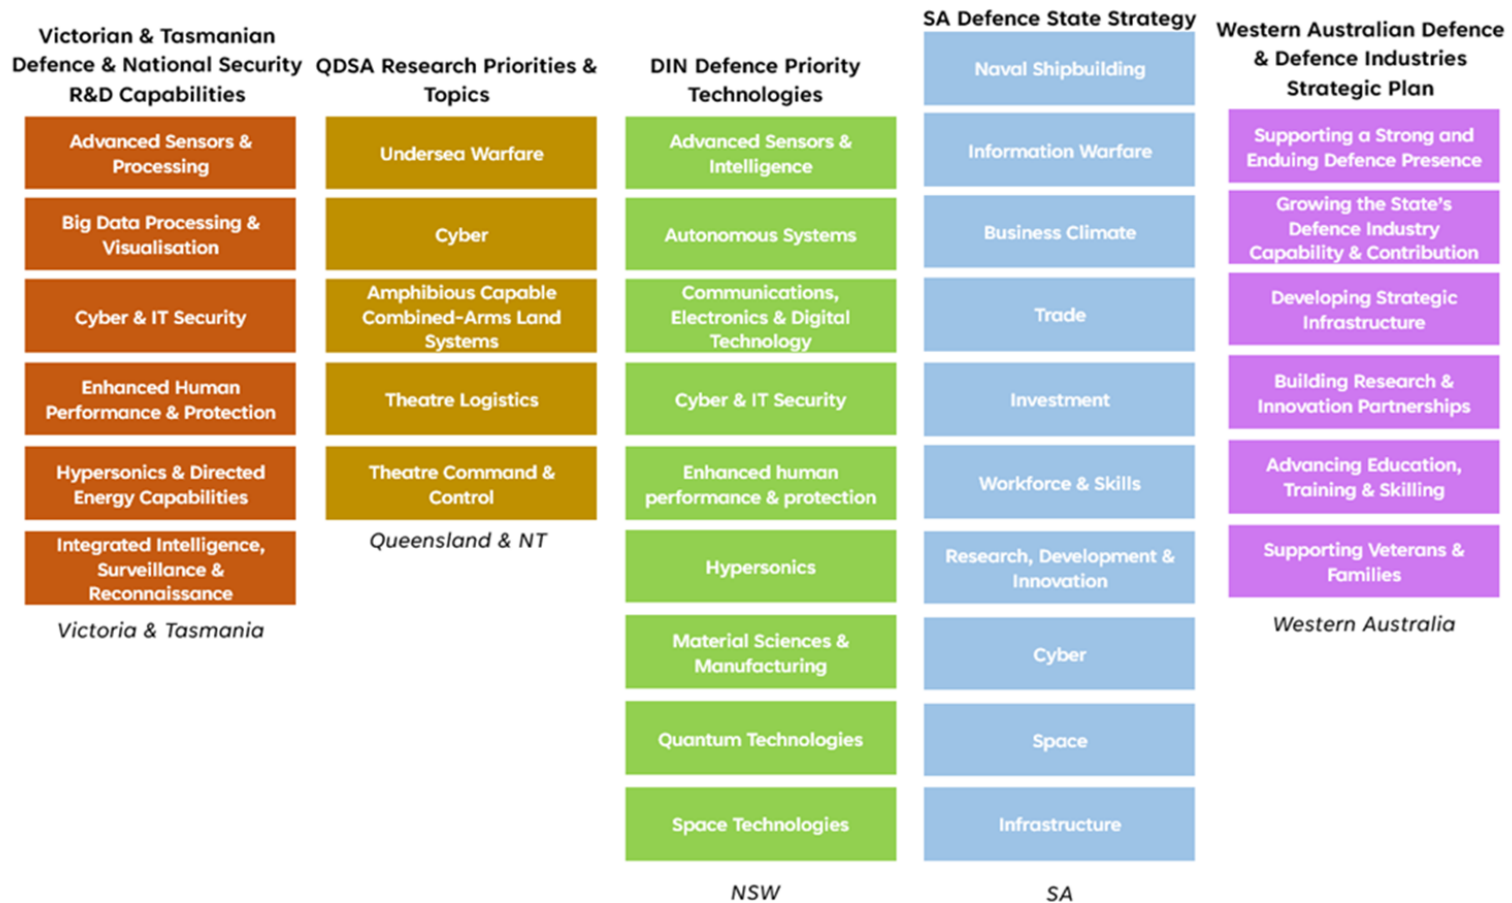 Victorian & Tasmanian
Defence & National Security
R&D Capabilities
Advanced Sensors &
Processing
Big Data Processing &
Visualisation
Cyber & IT Security
Enhanced Human
Performance & Protection
Hypersonics & Directed
Energy Capabilities
Integrated Intelligence,
Surveillance &
Reconnaissance
Victoria & Tasmania
QDSA Research Priorities &
Topics
Undersea Warfare
Cyber
Amphibious Capable
Combined-Arms Land
Systems
Theatre Logistics
Theatre Command &
Control
Queensland & NT
DIN Defence Priority
Technologies
Advanced Sensors &
Intelligence
Autonomous Systems
Communications,
Electronics & Digital
Technology
Cyber & IT Security
Enhanced human
performance & protection
Hypersonics
Material Sciences &
Manufacturing
Quantum Technologies
Space Technologies
NSW
SA Defence State Strategy
Naval Shipbuilding
Information Warfare
Business Climate
Trade
Investment
Workforce & Skills
Research, Development &
Innovation
Cyber
Space
Infrastructure
SA
Western Australian Defence
& Defence Industries
Strategic Plan
Supporting a Strong and
Enduing Defence Presence
Growing the State's
Defence Industry
Capability & Contribution
Developing Strategic
Infrastructure
Building Research &
Innovation Partnerships
Advancing Education,
Training & Skilling
Supporting Veterans &
Families
Western Australia